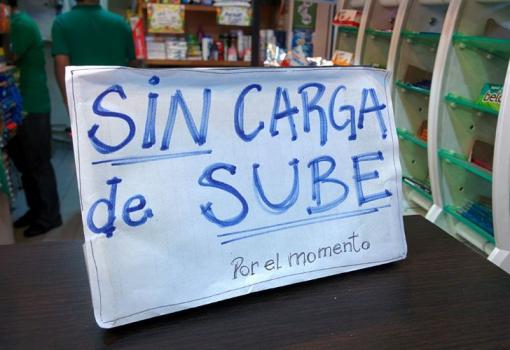 SIN CARGA
de SUBE
Por el momento